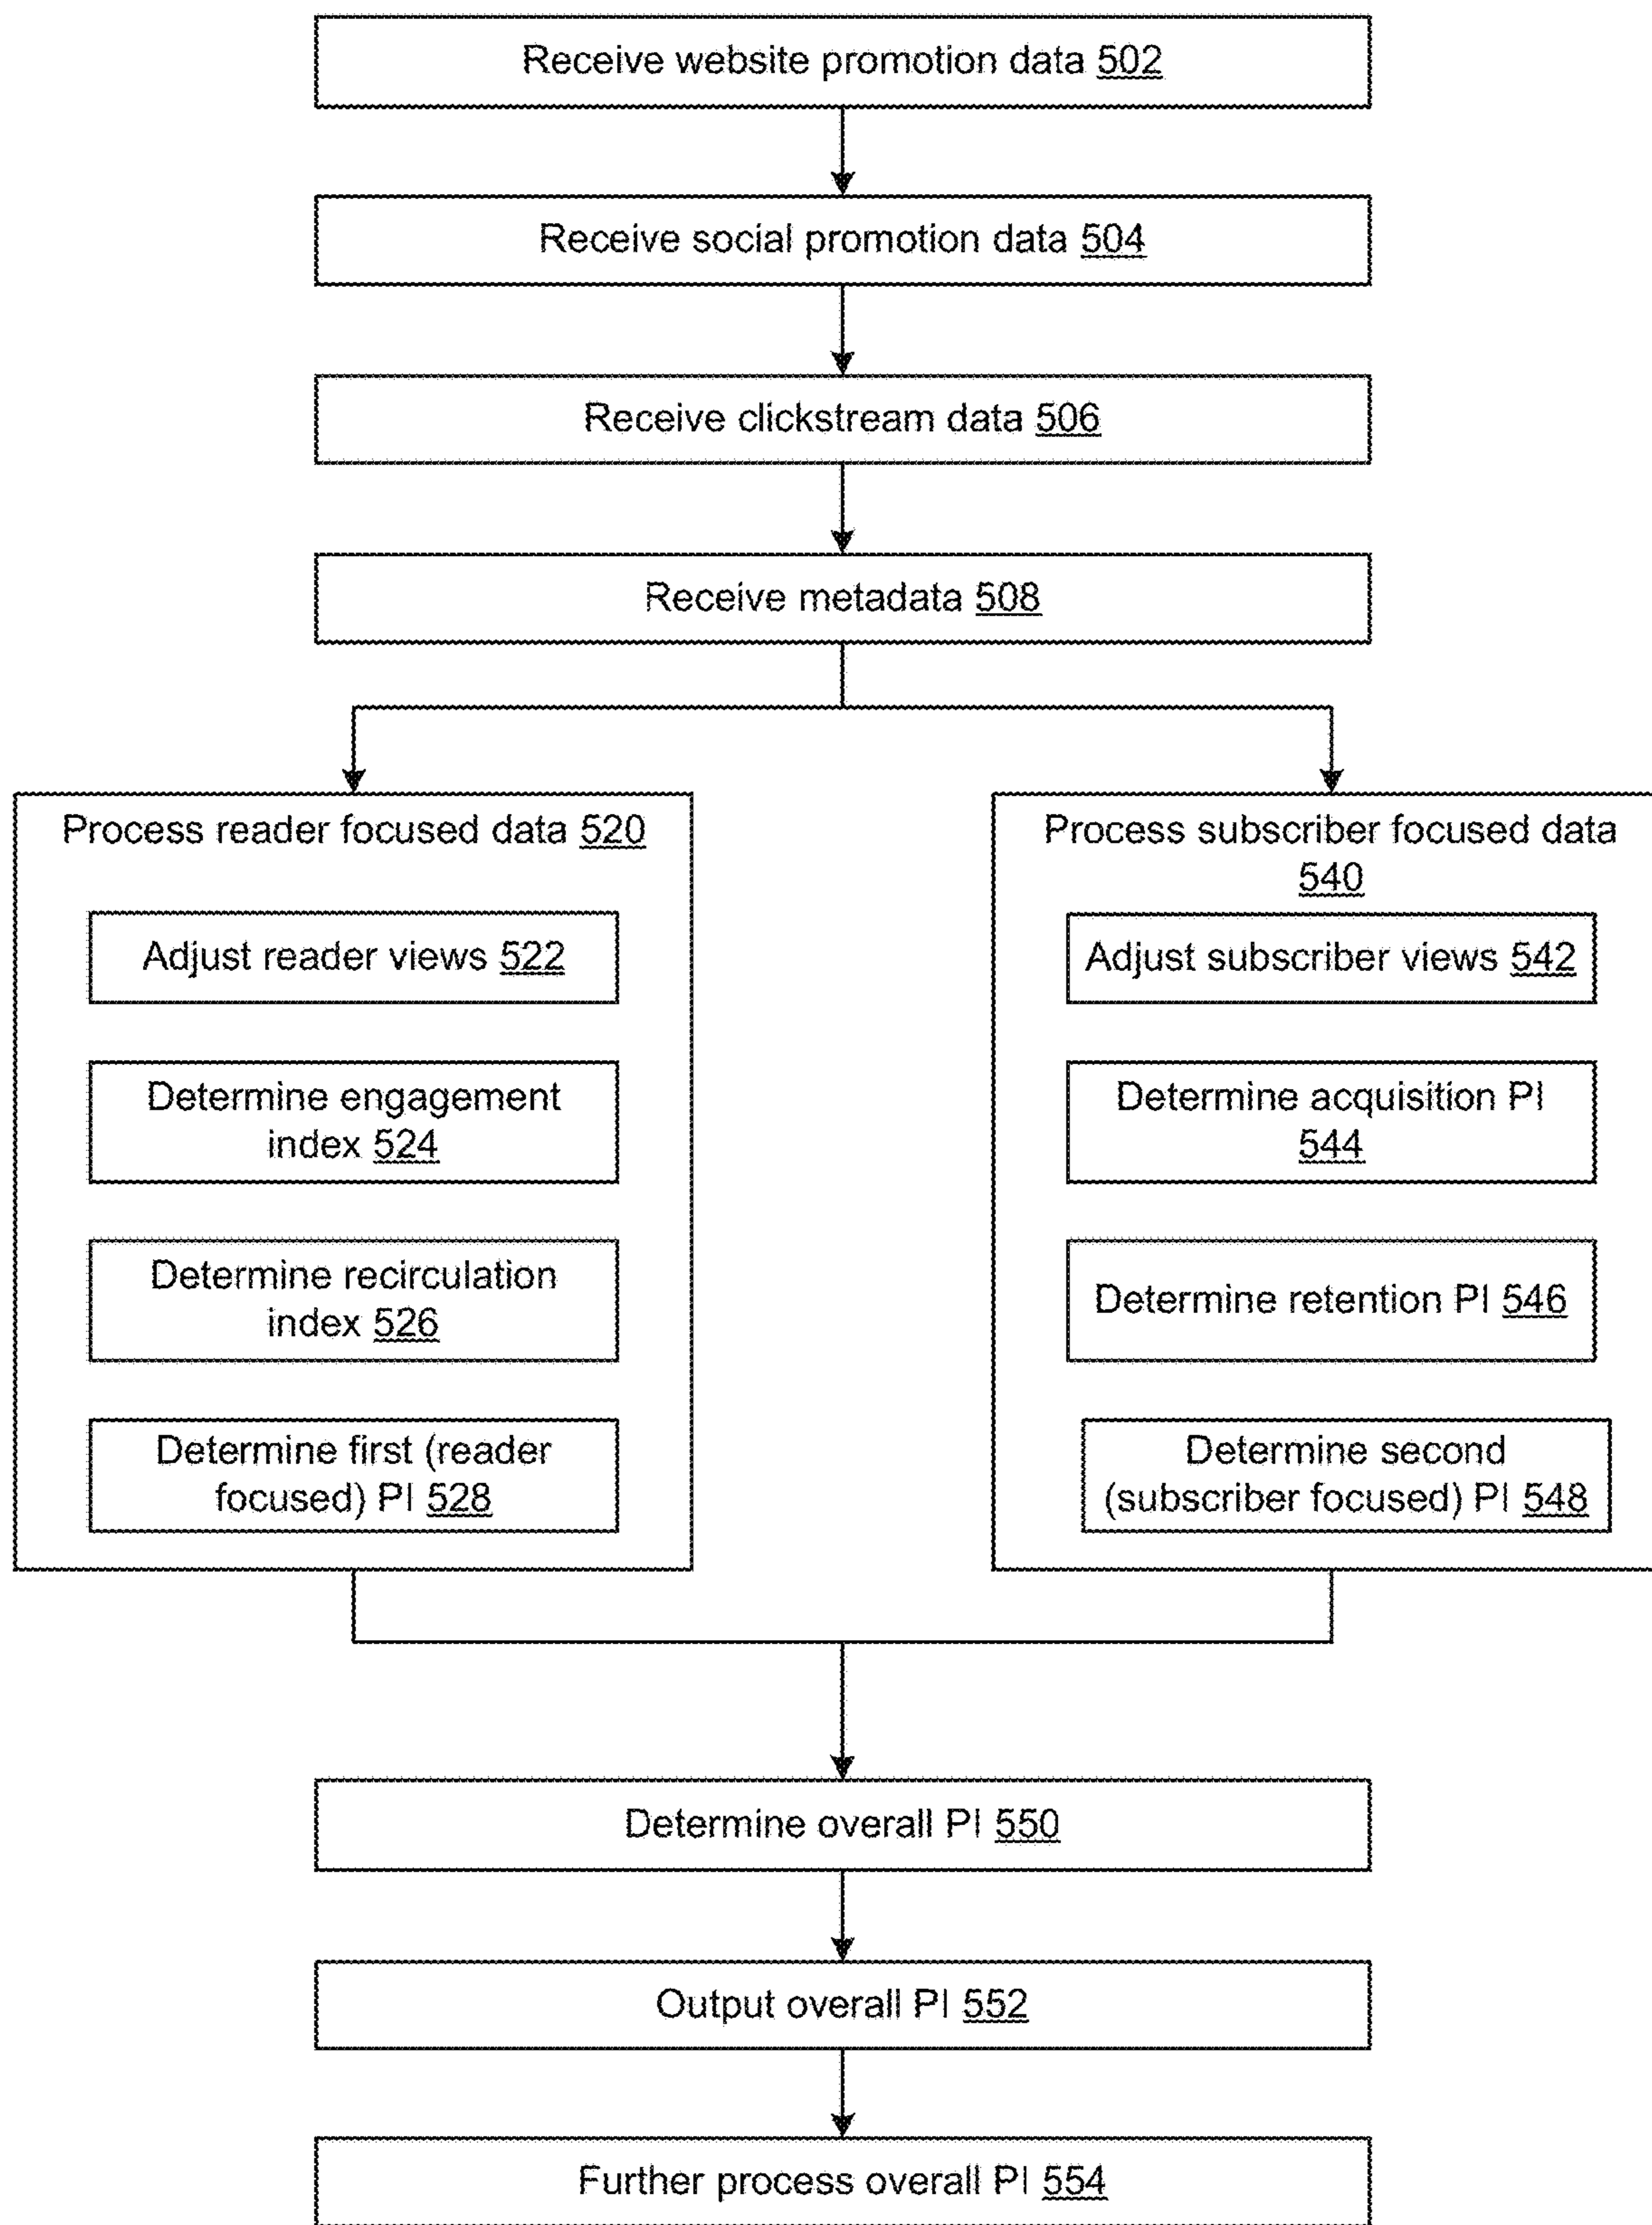 Receive website promotion data 502
Receive social promotion data 504
Receive clickstream data 506
Receive metadata 508
Process reader focused data 520
Adjust reader views 522
Determine engagement
index 524
Determine recirculation
index 526
Determine first (reader
focused) PI 528
Process subscriber focused data
540
Adjust subscriber views 542
Determine acquisition PI
544
Determine retention PI 546
Determine second
(subscriber focused) PI 548
Determine overall PI 550
Output overall PI 552
Further process overall PI 554